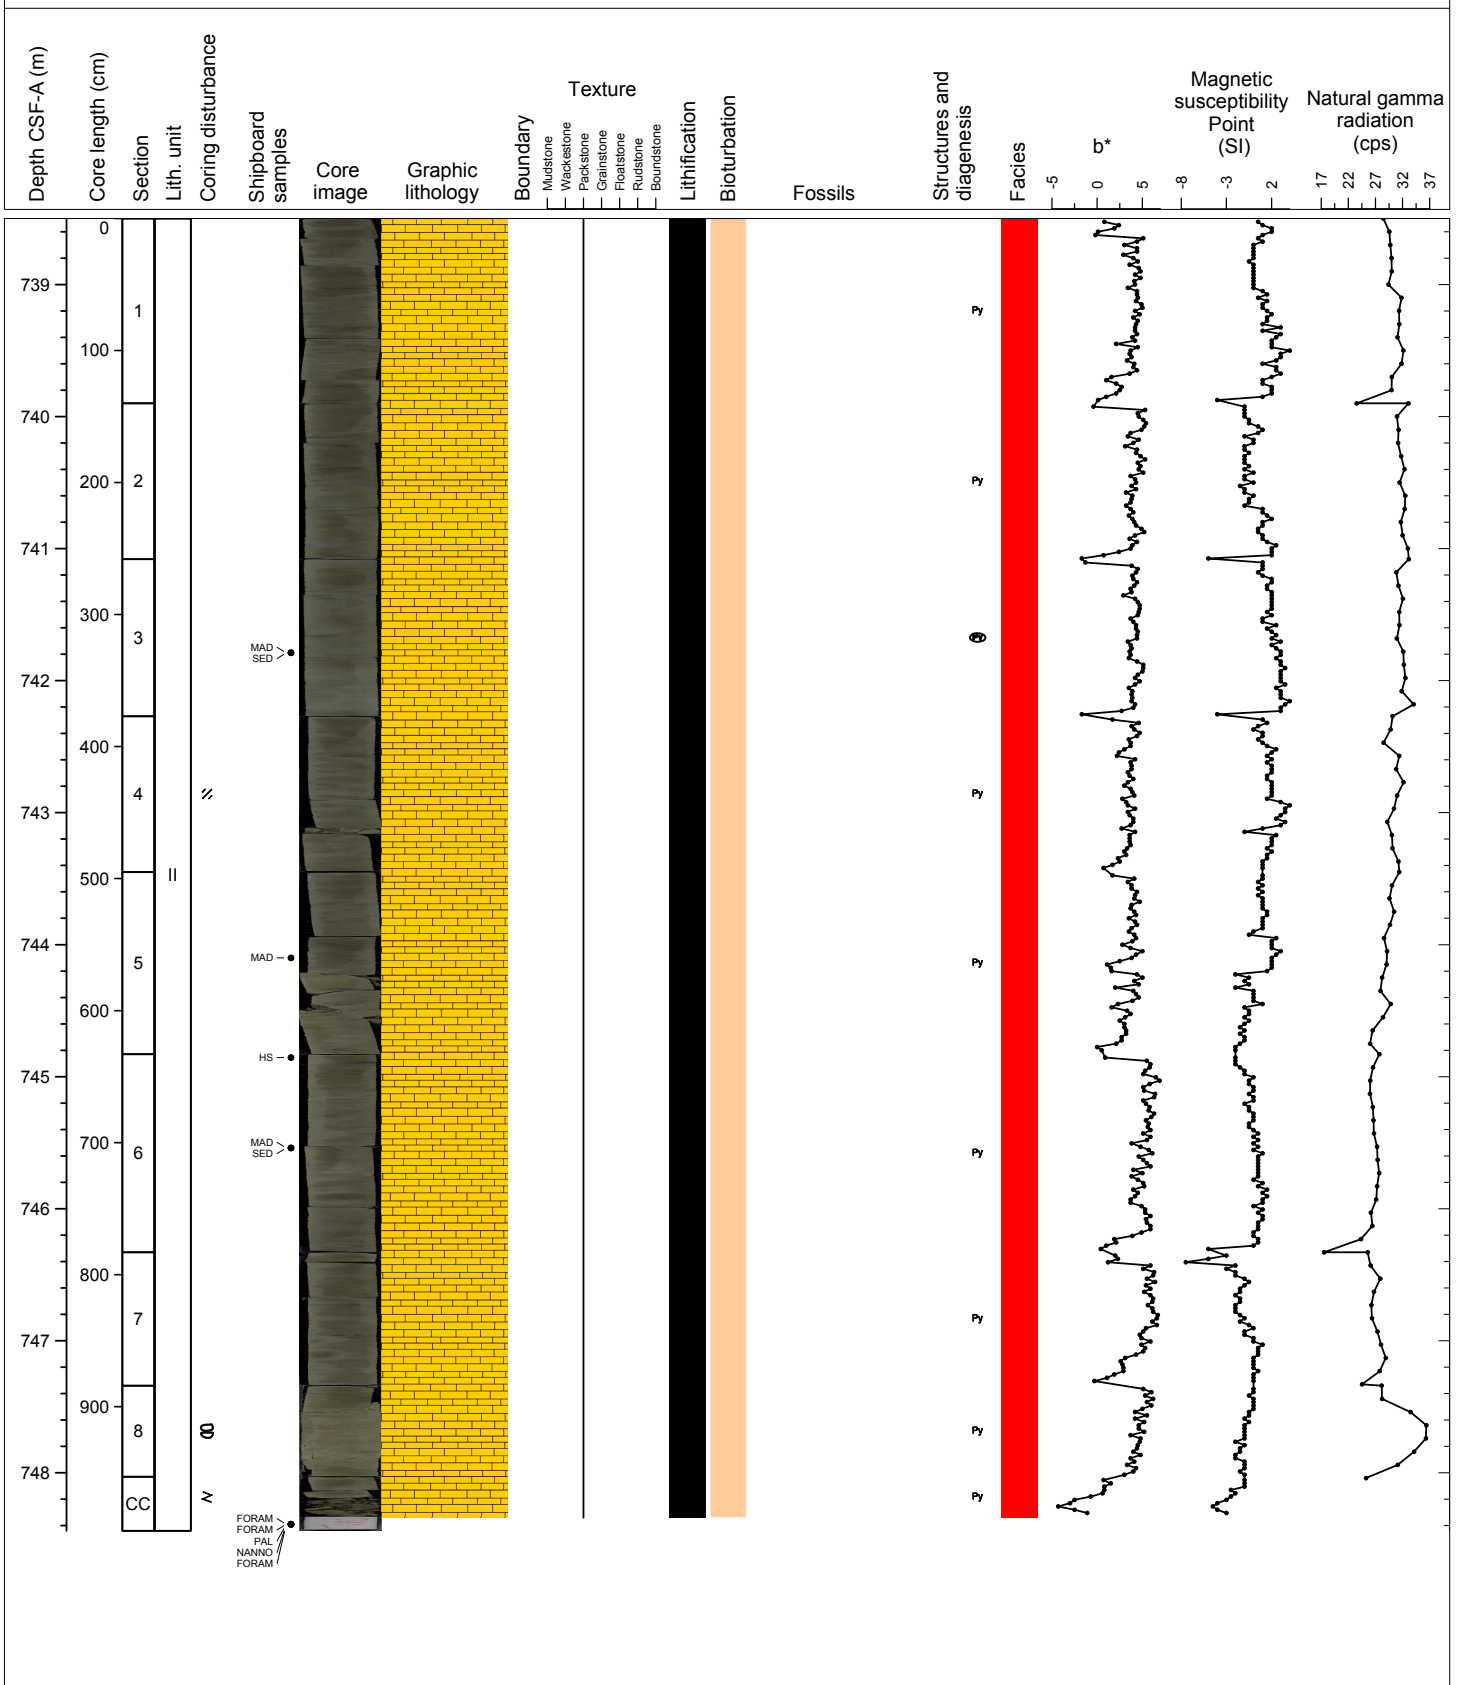 Depth CSF-A (m)
Core length (cm)
Section
Lith. unit
Coring disturbance
Shipboard
samples
Core
image
Graphic
lithology
Boundary
Texture
Mudstone
Wackestone
Packstone
Grainstone
Floatstone
Rudstone
Boundstone
Lithification
Bioturbation
Fossils
Structures and
diagenesis
Facies
b*
-5 0 5
Magnetic
susceptibility
Point
(SI)
-8 -3 2
Natural gamma
radiation
(cps)
17 22 27 32 37
0
739
1
Py
100
740
200
2
Py
741
300
3
Py
MAD
SED
742
400
4
Py
743
500
II
744
MAD
5
Py
600
HS
745
700
MAD
SED
6
Py
746
800
7
Py
747
900
8
Py
748
CC
Py
FORAM
FORAM
PAL
NANNO
FORAM